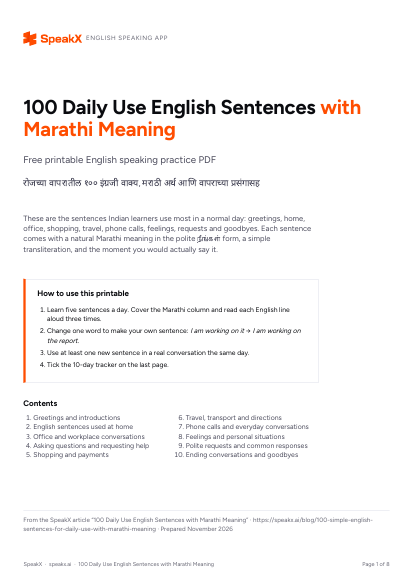 SpeakX ENGLISH SPEAKING APP
100 Daily Use English Sentences with
Marathi Meaning
Free printable English speaking practice PDF
रोजच्या वापरातील १०० इंग्रजी वाक्य, मराठी अर्थ आणि वापराच्या प्रसंगासह
These are the sentences Indian learners use most in a normal day: greetings, home,
office, shopping, travel, phone calls, feelings, requests and goodbyes. Each sentence
comes with a natural Marathi meaning in the polite form, a simple
transliteration, and the moment you would actually say it.
How to use this printable
1. Learn five sentences a day. Cover the Marathi column and read each English line
aloud three times.
2. Change one word to make your own sentence: I am working on it → I am working on
the report.
3. Use at least one new sentence in a real conversation the same day.
4. Tick the 10-day tracker on the last page.
Contents
1. Greetings and introductions
2. English sentences used at home
3. Office and workplace conversations
4. Asking questions and requesting help
5. Shopping and payments
6. Travel, transport and directions
7. Phone calls and everyday conversations
8. Feelings and personal situations
9. Polite requests and common responses
10. Ending conversations and goodbyes
From the SpeakX article "100 Daily Use English Sentences with Marathi Meaning" · https://speakx.ai/blog/100-simple-english-
sentences-for-daily-use-with-marathi-meaning · Prepared November 2026
SpeakX · speakx.ai · 100 Daily Use English Sentences with Marathi Meaning Page 1 of 8